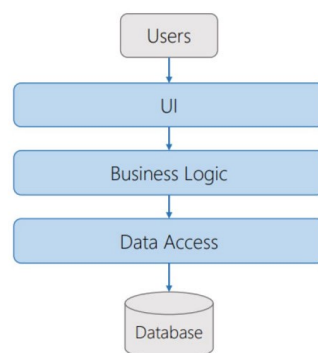 Users
UI
Business Logic
Data Access
Database